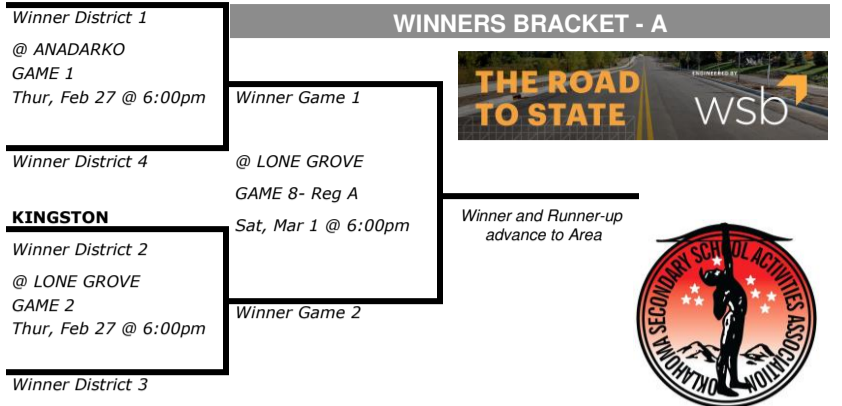 Winner District 1
WINNERS BRACKET - A
@ ANADARKO
GAME 1
Thur, Feb 27 @ 6:00pm
Winner Game 1
THE ROAD
TO STATE
ENGINEERED BY
wsb
Winner District 4
@ LONE GROVE
GAME 8- Reg A
Sat, Mar 1 @ 6:00pm
Winner and Runner-up
advance to Area
KINGSTON
Winner District 2
@ LONE GROVE
GAME 2
Thur, Feb 27 @ 6:00pm
Winner Game 2
Winner District 3
OKLAHOMA SECONDARY SCHOOL ACTIVITIES ASSOCIATION